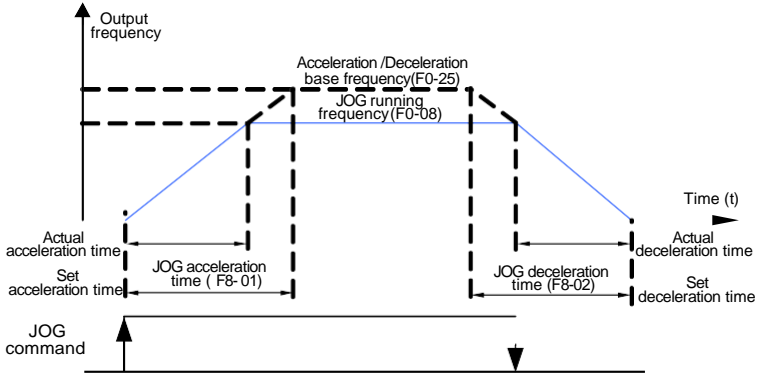 Output
frequency
Acceleration /Deceleration
base frequency(F0-25)
JOG running
frequency(F0-08)
Time (t)
Actual
acceleration time
Actual
deceleration time
Set
acceleration time
JOG acceleration
time ( F8- 01)
JOG deceleration
time (F8-02)
Set
deceleration time
JOG
command